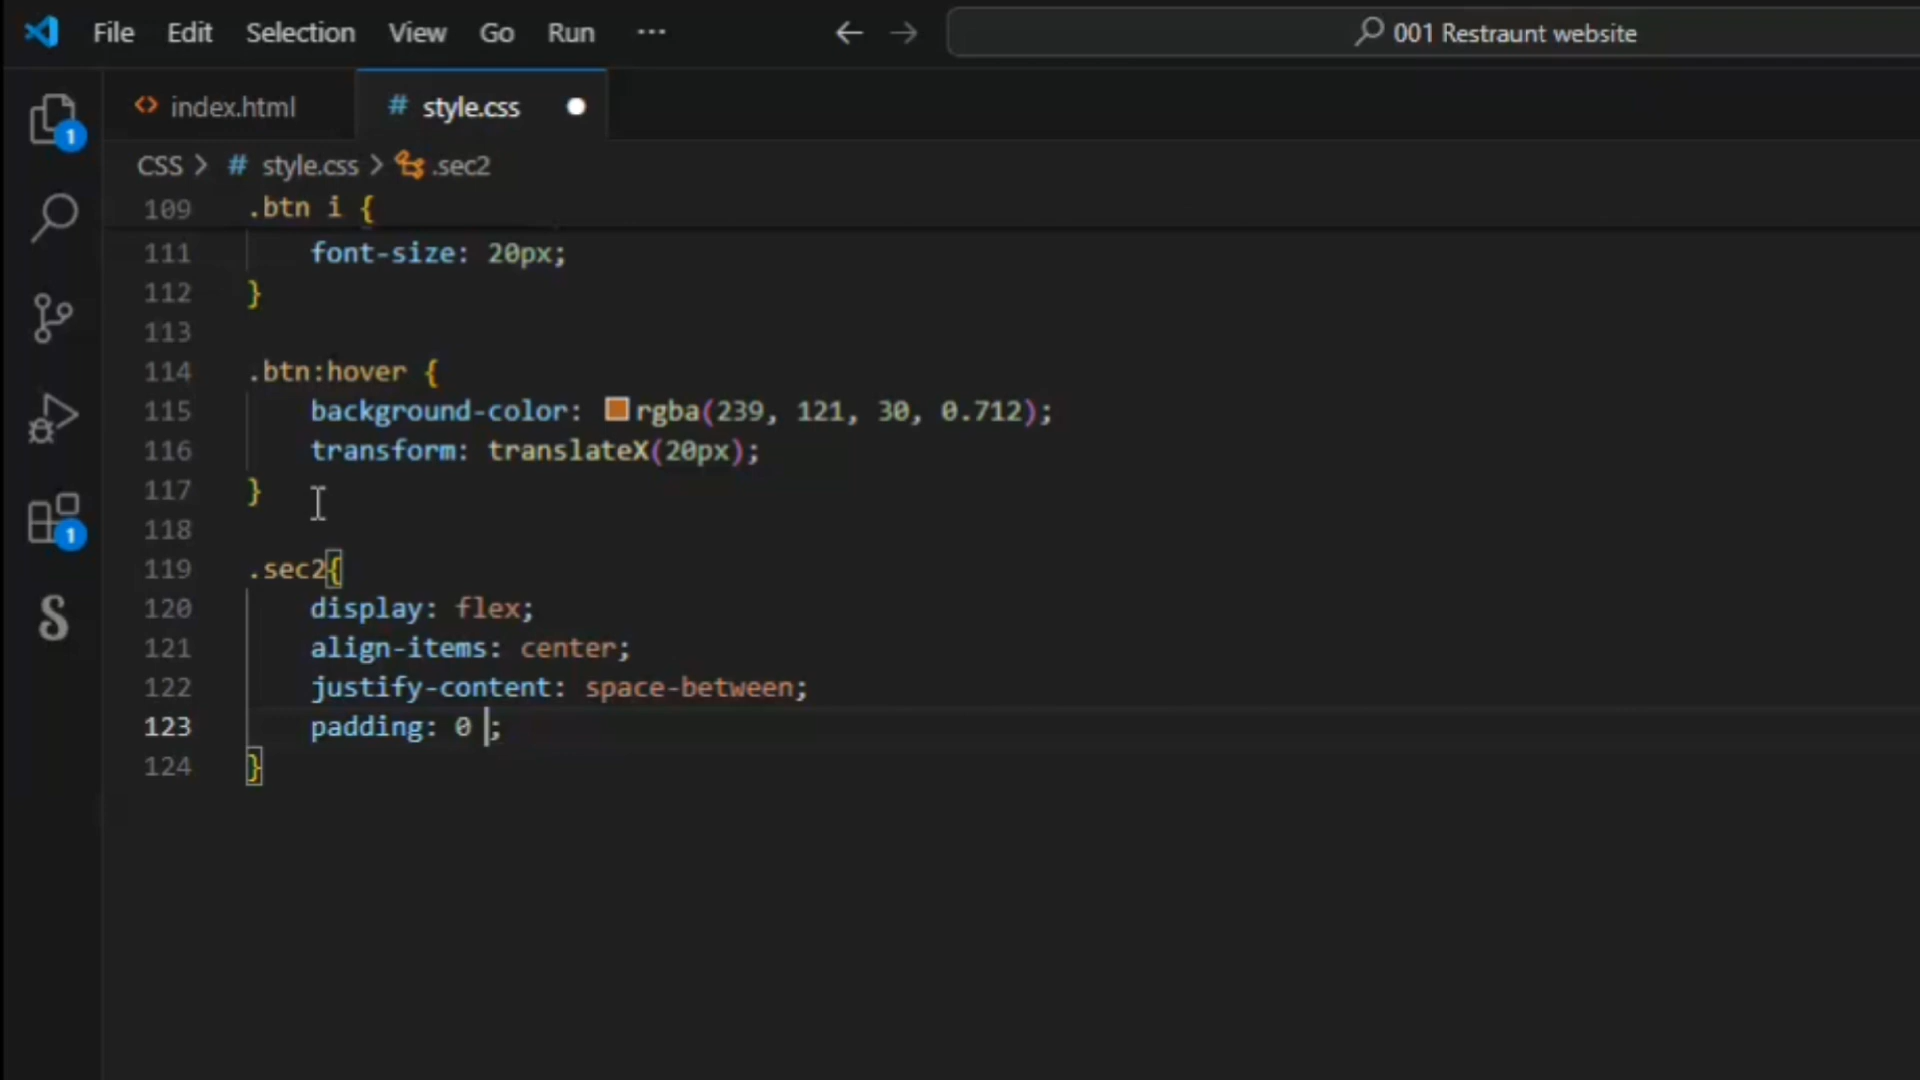 File Edit Selection View Go Run ··· 001 Restraunt website
index.html # style.css
CSS > # style.css > .sec2
109 .btn i {
111 font-size: 20px;
112 }
113
114 .btn:hover {
115 background-color: rgba(239, 121, 30, 0.712);
116 transform: translateX(20px);
117 }
118
119 .sec2{
120 display: flex;
121 align-items: center;
122 justify-content: space-between;
123 padding: 0 ;
124 }
1
1